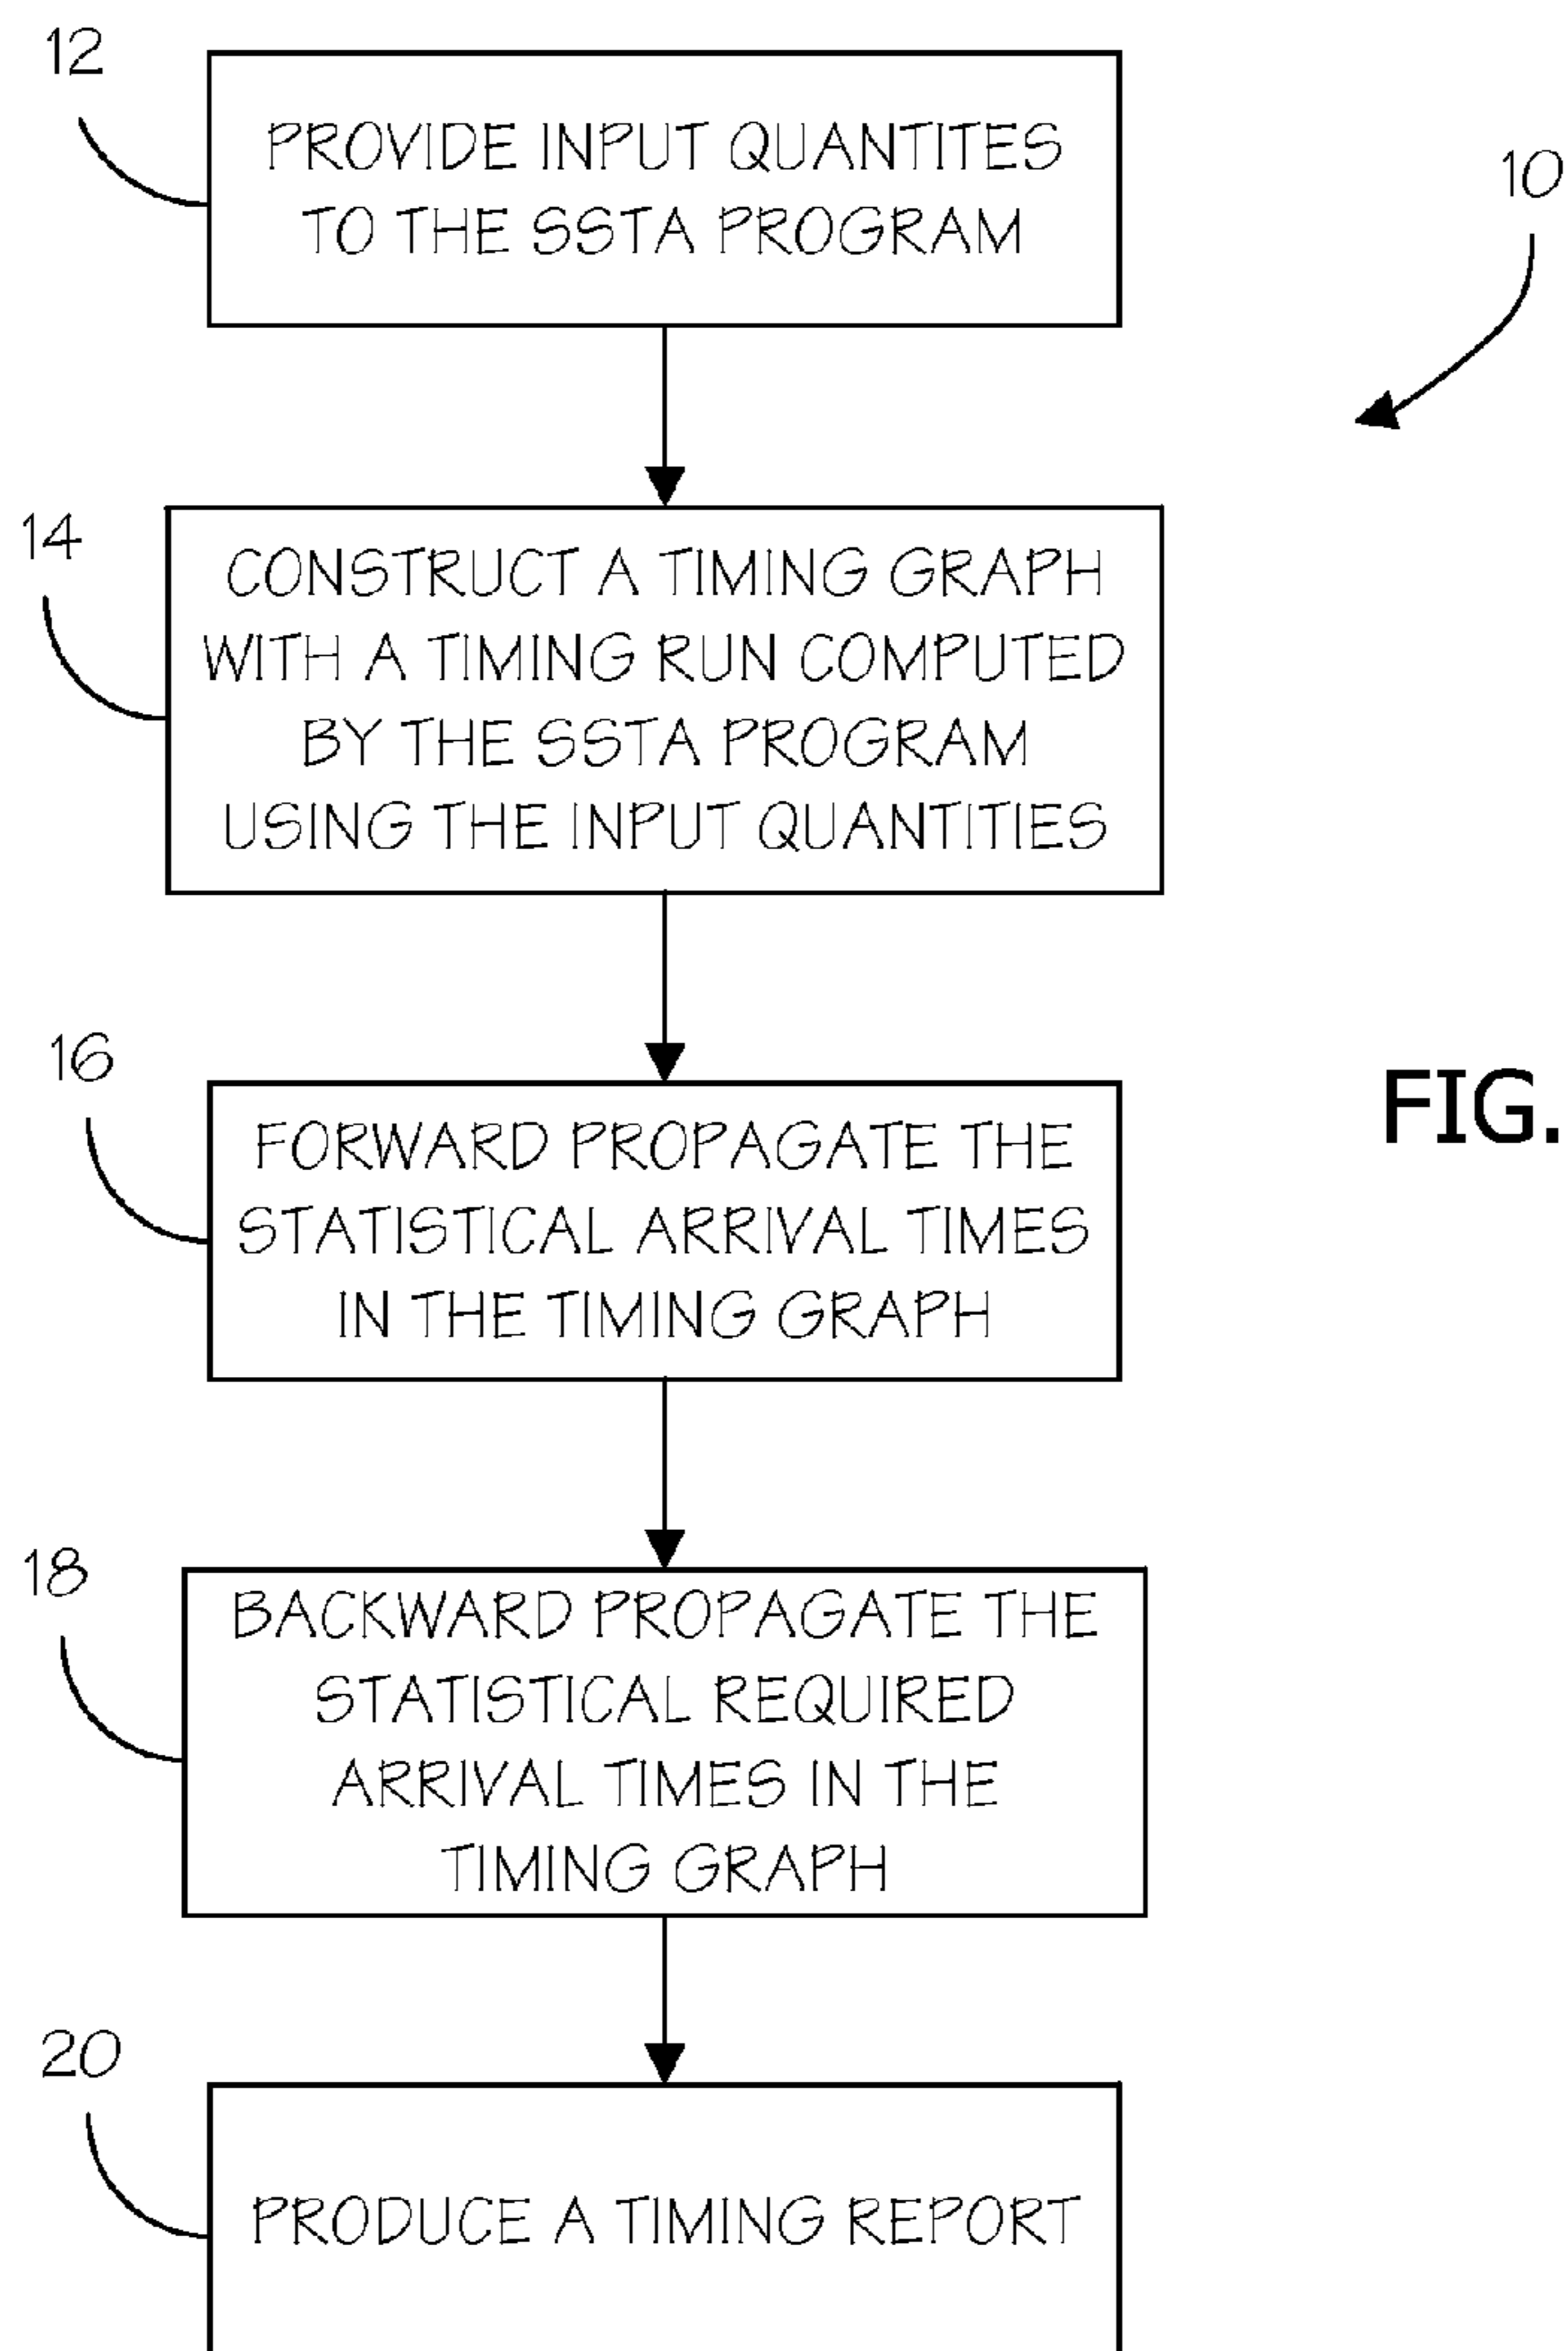 12
PROVIDE INPUT QUANTITES
TO THE SSTA PROGRAM
10
14
CONSTRUCT A TIMING GRAPH
WITH A TIMING RUN COMPUTED
BY THE SSTA PROGRAM
USING THE INPUT QUANTITIES
16
FORWARD PROPAGATE THE
STATISTICAL ARRIVAL TIMES
IN THE TIMING GRAPH
FIG.
18
BACKWARD PROPAGATE THE
STATISTICAL REQUIRED
ARRIVAL TIMES IN THE
TIMING GRAPH
20
PRODUCE A TIMING REPORT